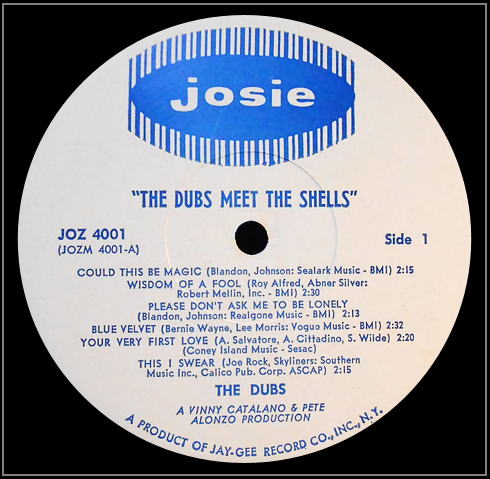 josie
"THE DUBS MEET THE SHELLS"
JOZ 4001
(JOZM 4001-A)
Side 1
COULD THIS BE MAGIC (Blandon, Johnson: Sealark Music - BMI) 2:15
WISDOM OF A FOOL (Roy Alfred, Abner Silver:
Robert Mellin, Inc. - BMI) 2:30
PLEASE DON'T ASK ME TO BE LONELY
(Blandon, Johnson: Realgone Music - BMI) 2:13
BLUE VELVET (Bernie Wayne, Lee Morris: Vogue Music - BMI) 2:32
YOUR VERY FIRST LOVE (A. Salvatore, A. Cittadino, S. Wilde) 2:20
(Coney Island Music - Sesac)
THIS I SWEAR (Joe Rock, Skyliners: Southern
Music Inc., Calico Pub. Corp. ASCAP) 2:15
THE DUBS
A VINNY CATALANO & PETE
ALONZO PRODUCTION
A PRODUCT OF JAY-GEE RECORD CO., INC., N.Y.